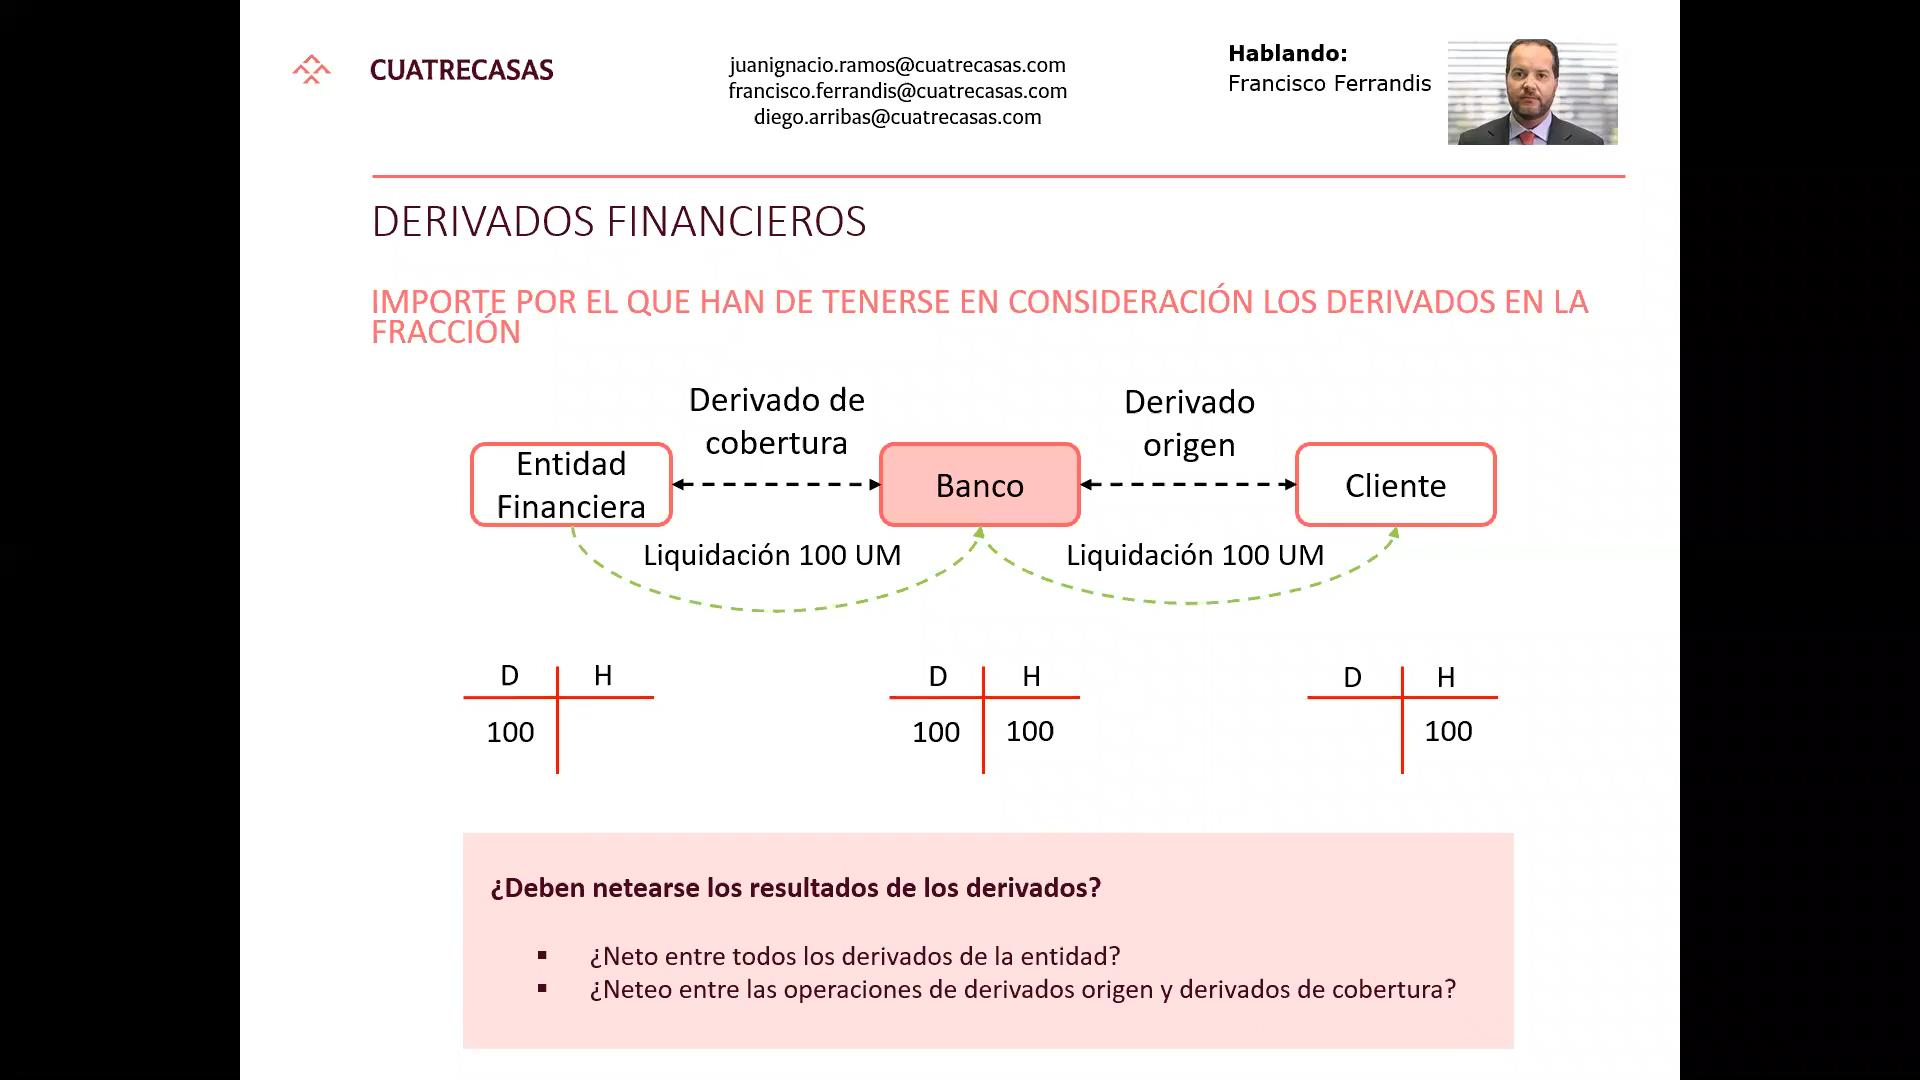 CUATRECASAS
juanignacio.ramos@cuatrecasas.com
francisco.ferrandis@cuatrecasas.com
diego.arribas@cuatrecasas.com
Hablando:
Francisco Ferrandis
DERIVADOS FINANCIEROS
IMPORTE POR EL QUE HAN DE TENERSE EN CONSIDERACIÓN LOS DERIVADOS EN LA
FRACCIÓN
Derivado de
cobertura
Derivado
origen
Entidad
Financiera
Banco
Cliente
Liquidación 100 UM
Liquidación 100 UM
D H
100
D H
100 100
D H
100
¿Deben netearse los resultados de los derivados?
▪ ¿Neto entre todos los derivados de la entidad?
▪ ¿Neteo entre las operaciones de derivados origen y derivados de cobertura?